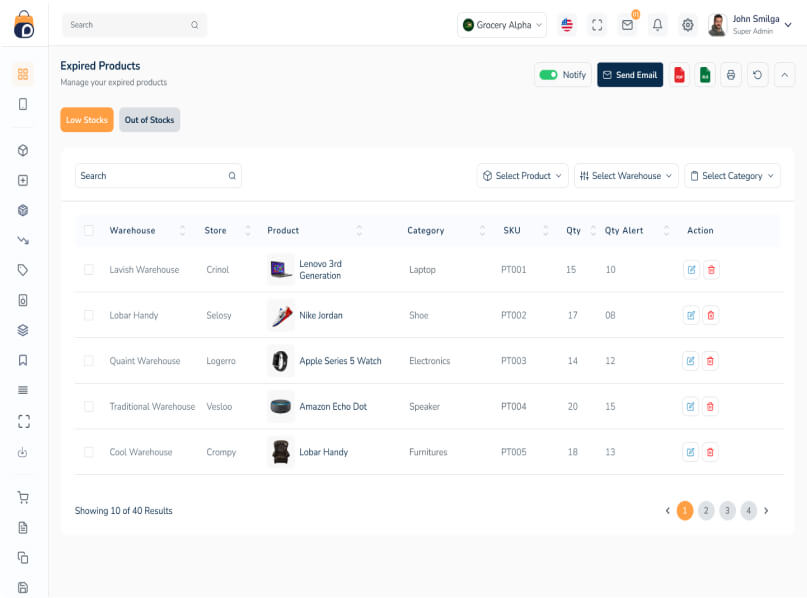 Search
Grocery Alpha
01
John Smilga
Super Admin
Expired Products
Manage your expired products
Notify
Send Email
Low Stocks
Out of Stocks
Search
Select Product
Select Warehouse
Select Category
Warehouse Store Product Category SKU Qty Qty Alert Action
Lavish Warehouse Crinol Lenovo 3rd Generation Laptop PT001 15 10
Lobar Handy Selosy Nike Jordan Shoe PT002 17 08
Quaint Warehouse Logerro Apple Series 5 Watch Electronics PT003 14 12
Traditional Warehouse Vesloo Amazon Echo Dot Speaker PT004 20 15
Cool Warehouse Crompy Lobar Handy Furnitures PT005 18 13
Showing 10 of 40 Results
1 2 3 4